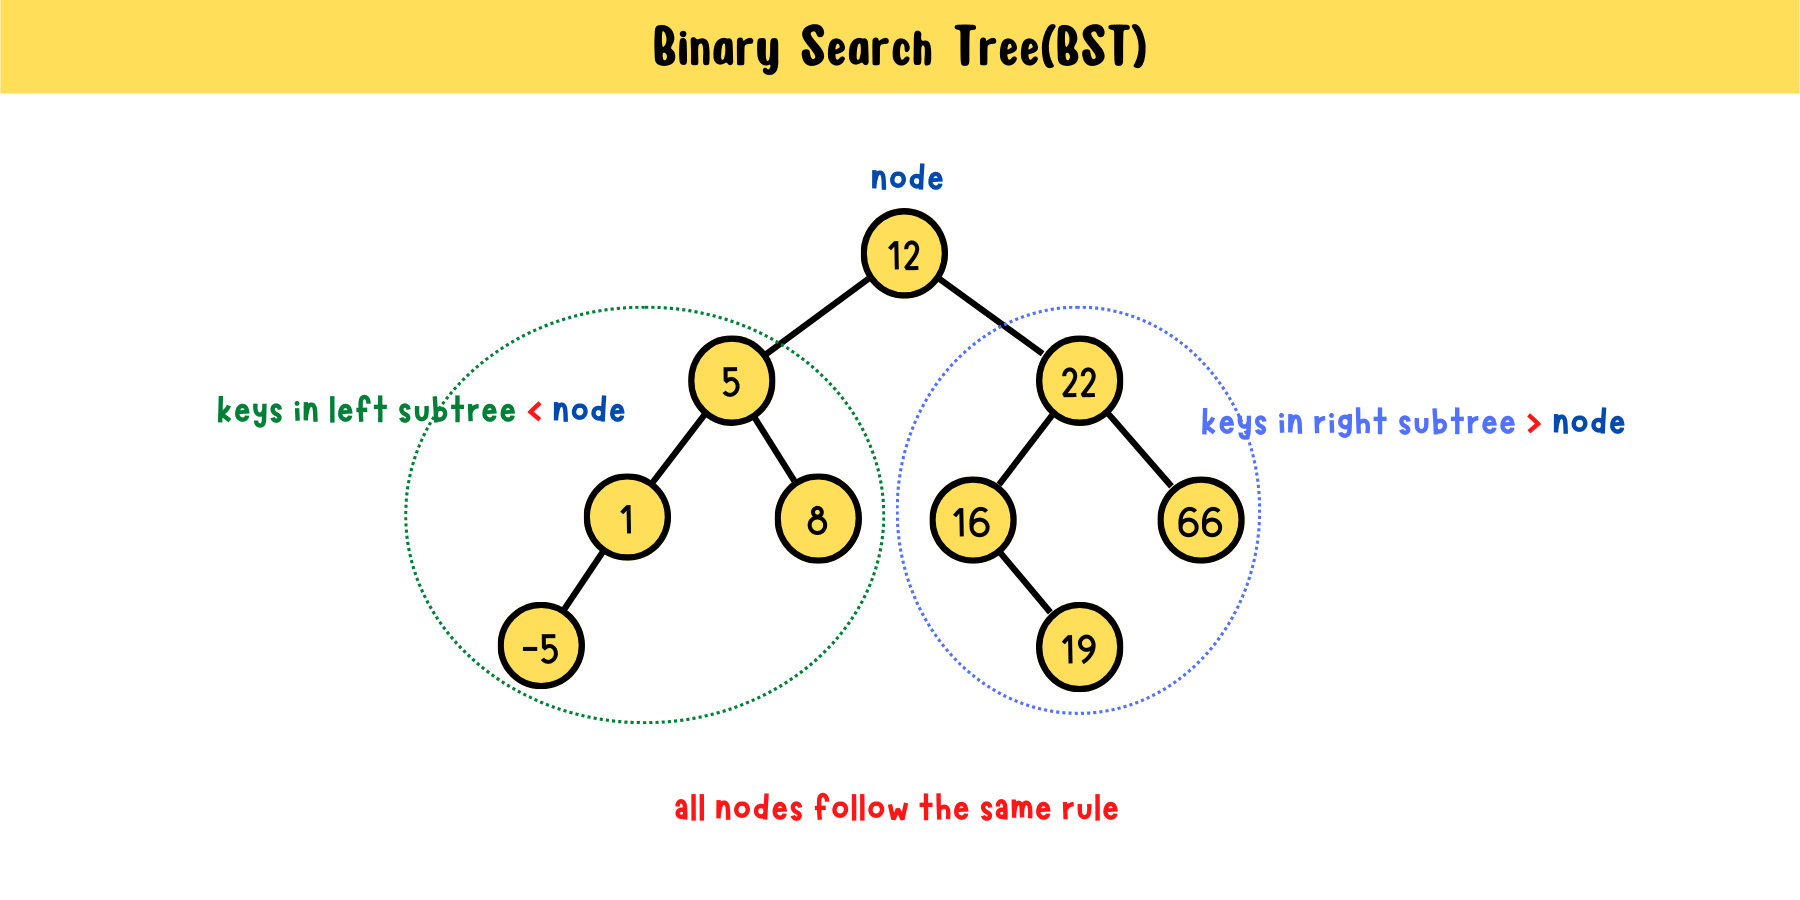 Binary Search Tree(BST)
node
12
5
22
keys in left subtree < node
keys in right subtree > node
1
8
16
66
-5
19
all nodes follow the same rule